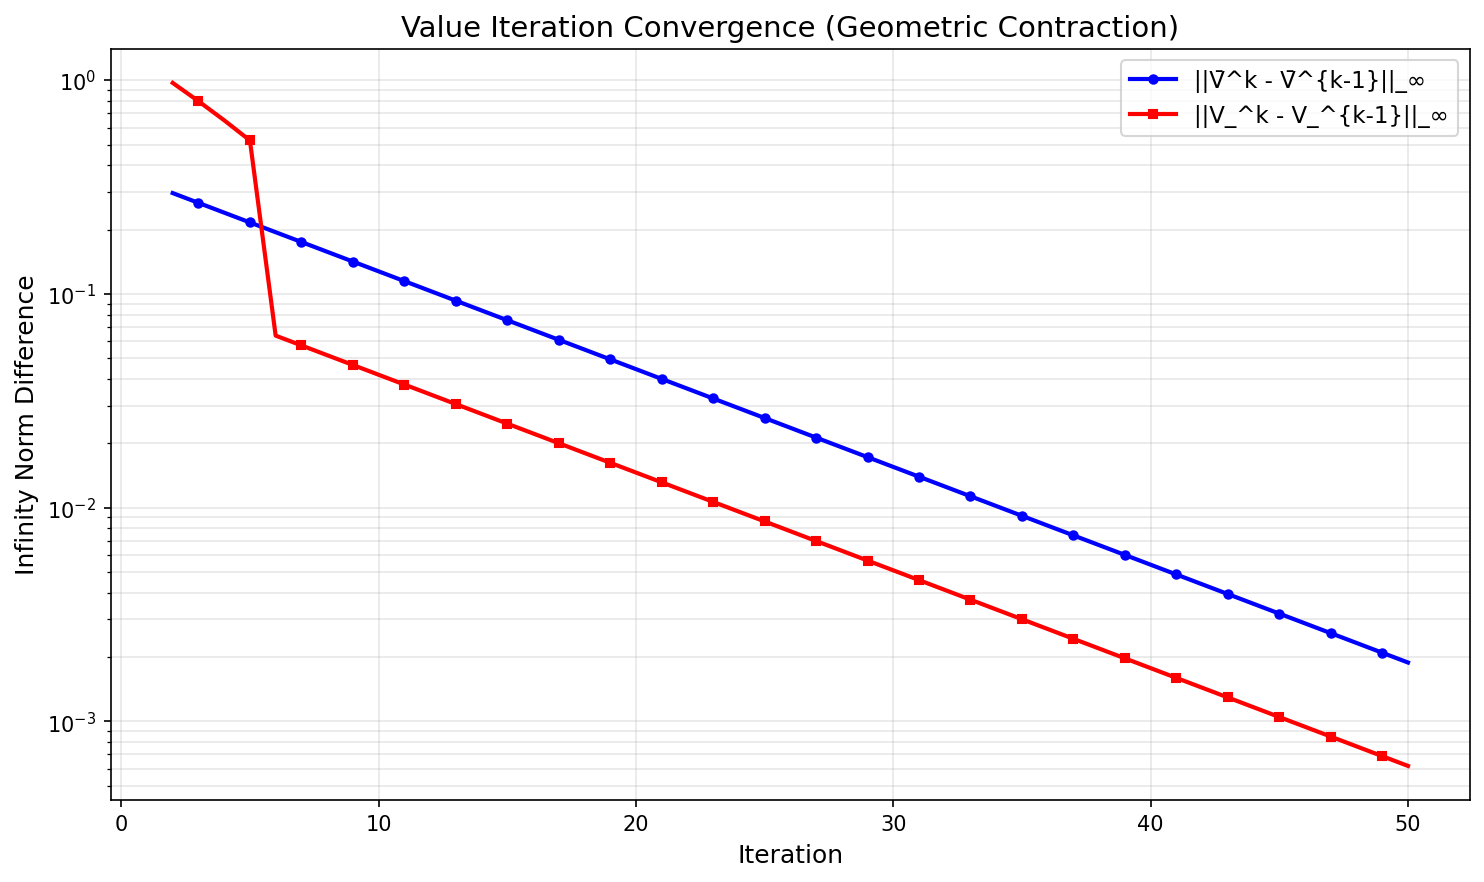 Value Iteration Convergence (Geometric Contraction)
||V̄^k - V̄^{k-1}||_∞
||V_^k - V_^{k-1}||_∞
Infinity Norm Difference
10⁰
10⁻¹
10⁻²
10⁻³
0 10 20 30 40 50
Iteration